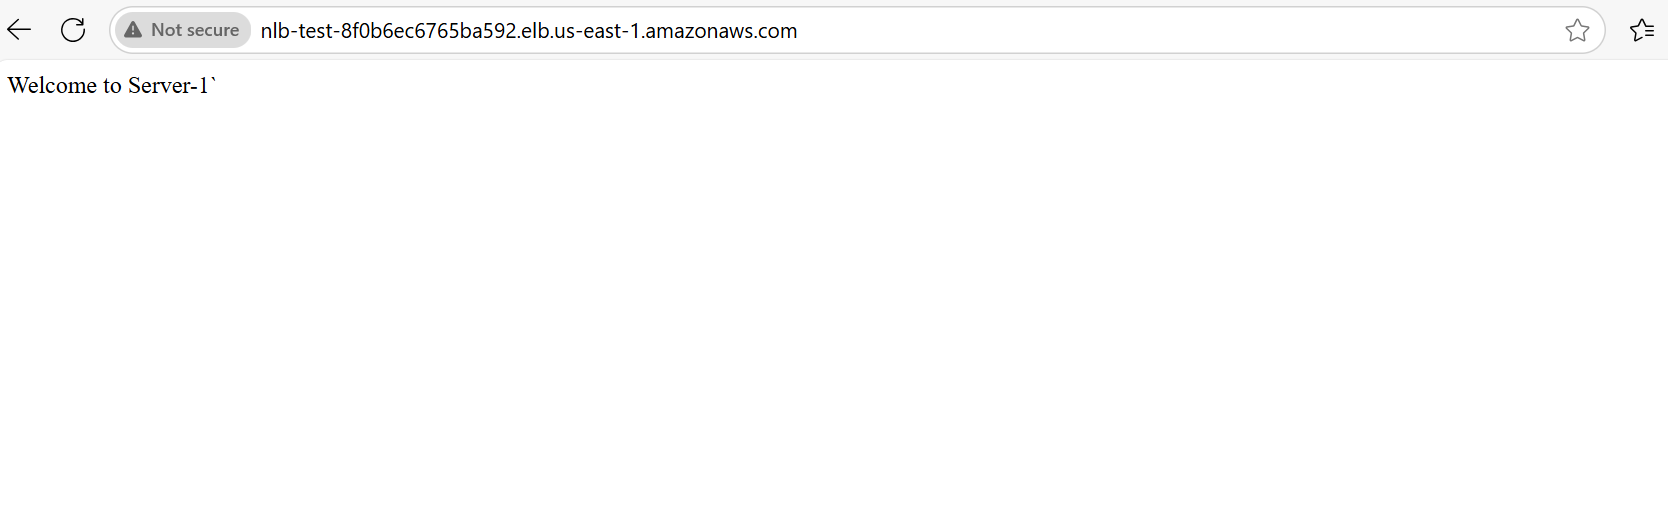 Not secure nlb-test-8f0b6ec6765ba592.elb.us-east-1.amazonaws.com
Welcome to Server-1`